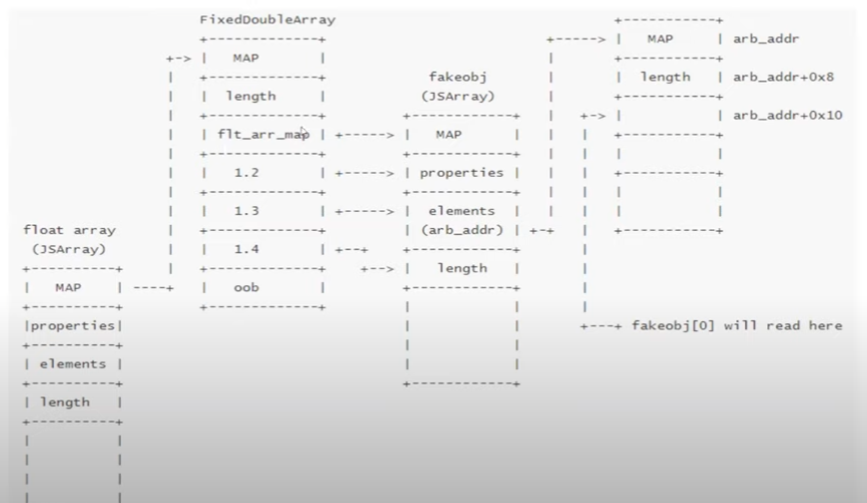 FixedDoubleArray
MAP
length
flt_arr_map
1.2
1.3
1.4
oob
float array
(JSArray)
MAP
properties
elements
length
fakeobj
(JSArray)
MAP
properties
elements
(arb_addr)
length
MAP arb_addr
length arb_addr+0x8
arb_addr+0x10
fakeobj[0] will read here